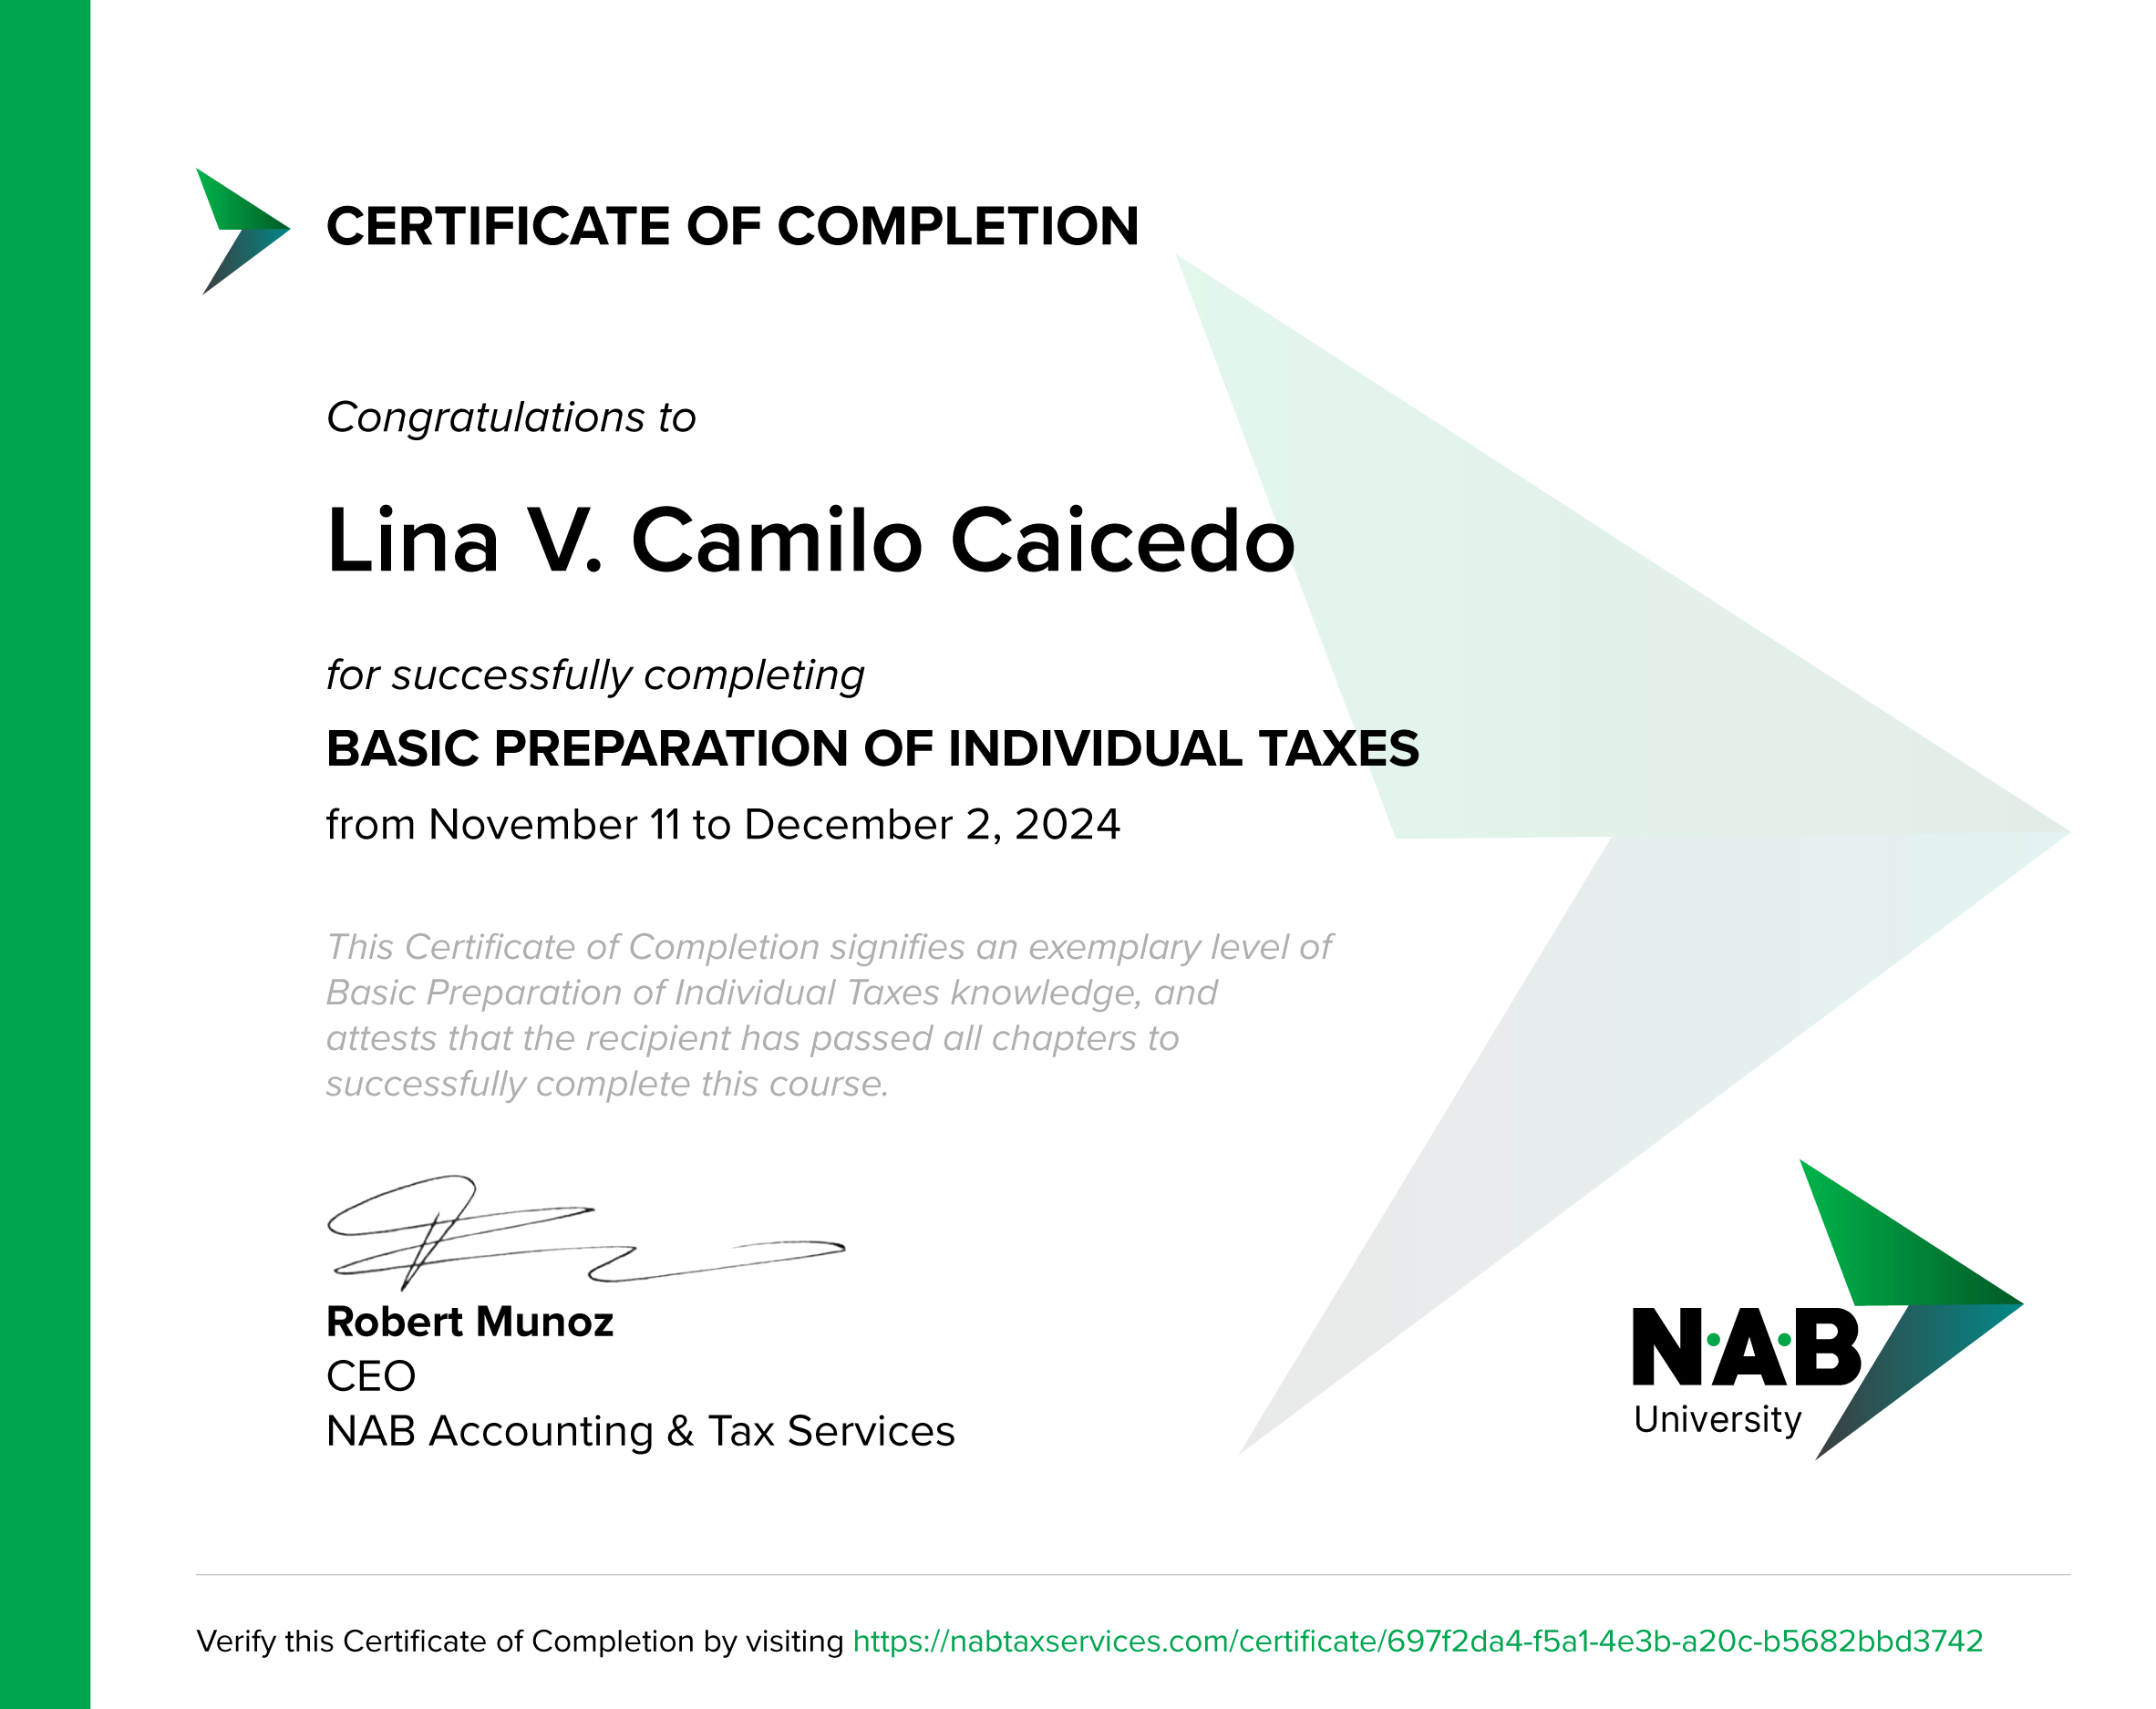 CERTIFICATE OF COMPLETION
Congratulations to
Lina V. Camilo Caicedo
for successfully completing
BASIC PREPARATION OF INDIVIDUAL TAXES
from November 11 to December 2, 2024
This Certificate of Completion signifies an exemplary level of
Basic Preparation of Individual Taxes knowledge, and
attests that the recipient has passed all chapters to
successfully complete this course.
Robert Munoz
CEO
NAB Accounting & Tax Services
N·A·B
University
Verify this Certificate of Completion by visiting https://nabtaxservices.com/certificate/697f2da4-f5a1-4e3b-a20c-b5682bbd3742